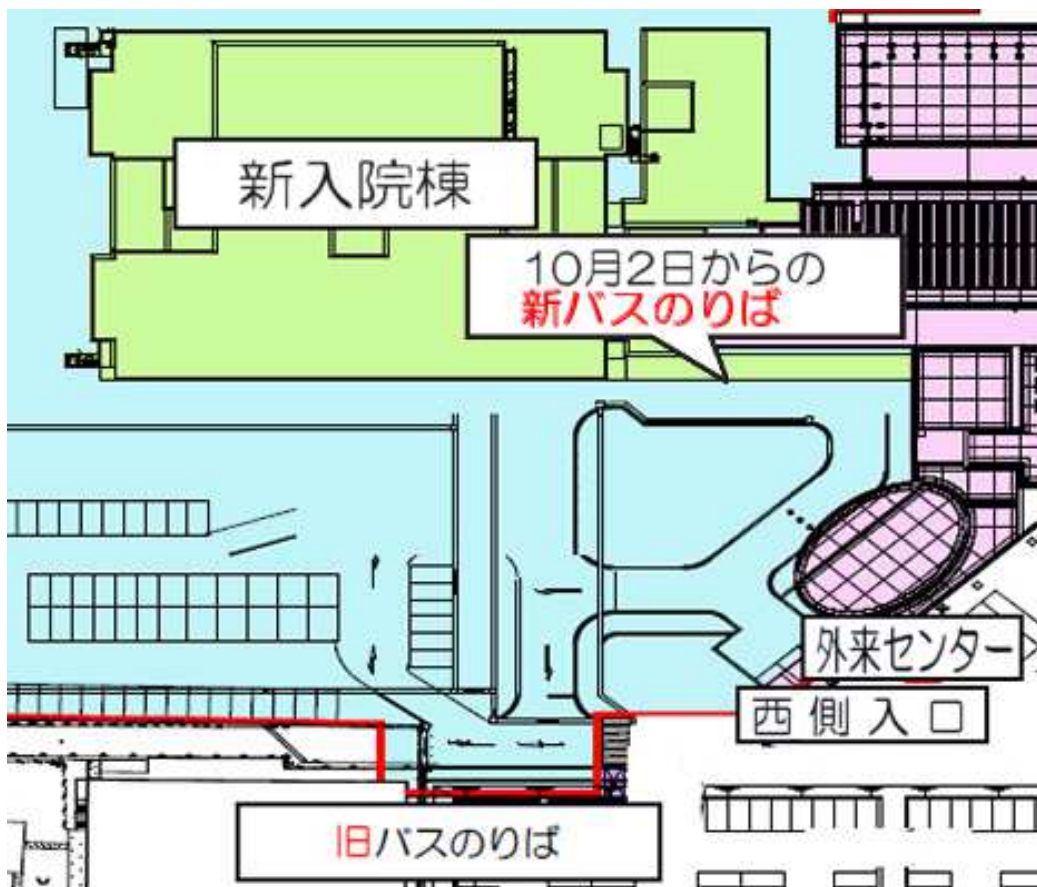 新入院棟
10月2日からの
新バスのりば
外来センター
西側入口
旧バスのりば